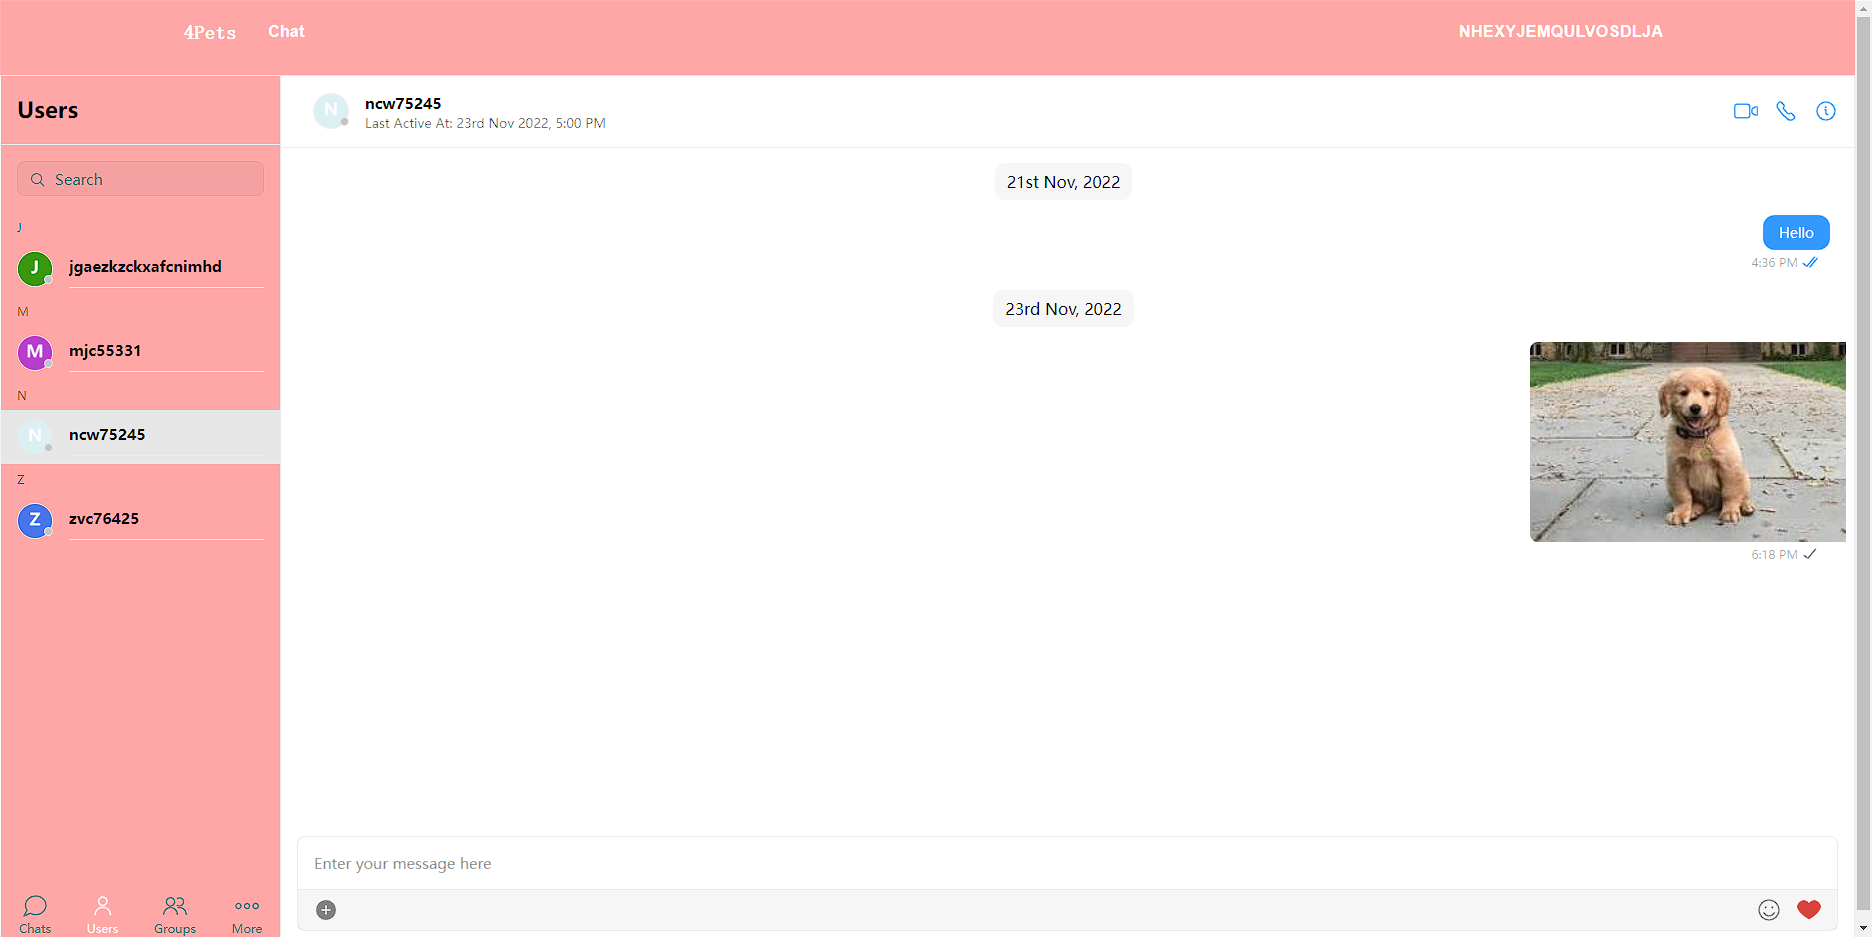 4Pets Chat NHEXYJEMQULVOSDLJA
Users
Search
J
J jgaezkzckxafcnimhd
M
M mjc55331
N
N ncw75245
Z
Z zvc76425
Chats Users Groups More
N ncw75245
Last Active At: 23rd Nov 2022, 5:00 PM
21st Nov, 2022
Hello
4:36 PM
23rd Nov, 2022
6:18 PM
Enter your message here